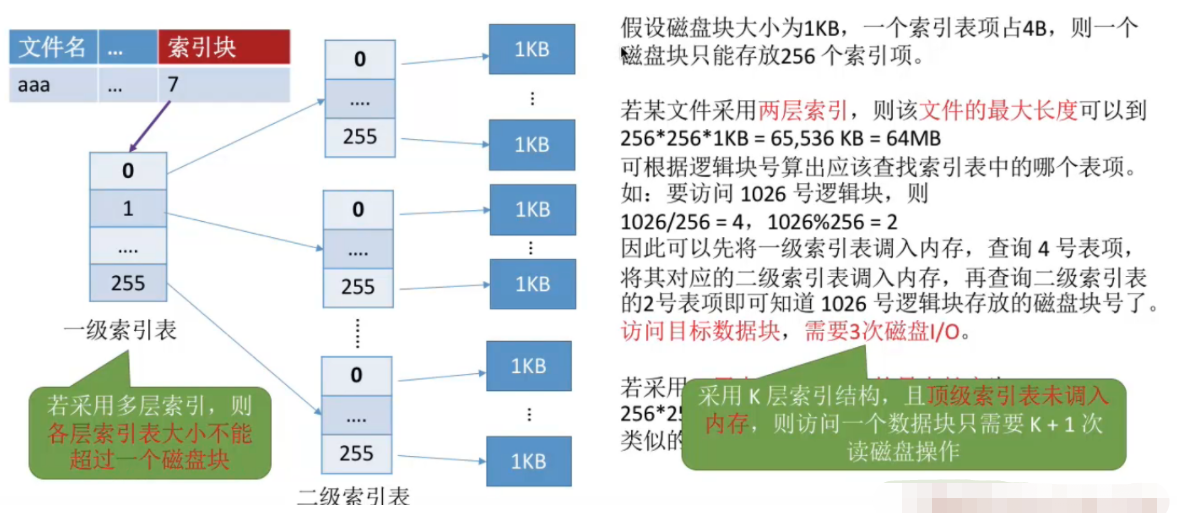 文件名 … 索引块
aaa … 7
0
1
....
255
一级索引表
若采用多层索引，则
各层索引表大小不能
超过一个磁盘块
0
....
255
0
....
255
0
....
255
二级索引表
1KB
1KB
1KB
1KB
1KB
1KB
假设磁盘块大小为1KB，一个索引表项占4B，则一个
磁盘块只能存放256 个索引项。
若某文件采用两层索引，则该文件的最大长度可以到
256*256*1KB = 65,536 KB = 64MB
可根据逻辑块号算出应该查找索引表中的哪个表项。
如：要访问 1026 号逻辑块，则
1026/256 = 4，1026%256 = 2
因此可以先将一级索引表调入内存，查询 4 号表项，
将其对应的二级索引表调入内存，再查询二级索引表
的2号表项即可知道 1026 号逻辑块存放的磁盘块号了。
访问目标数据块，需要3次磁盘I/O。
若采用
256*25
类似的
采用 K 层索引结构，且顶级索引表未调入
内存，则访问一个数据块只需要 K + 1 次
读磁盘操作